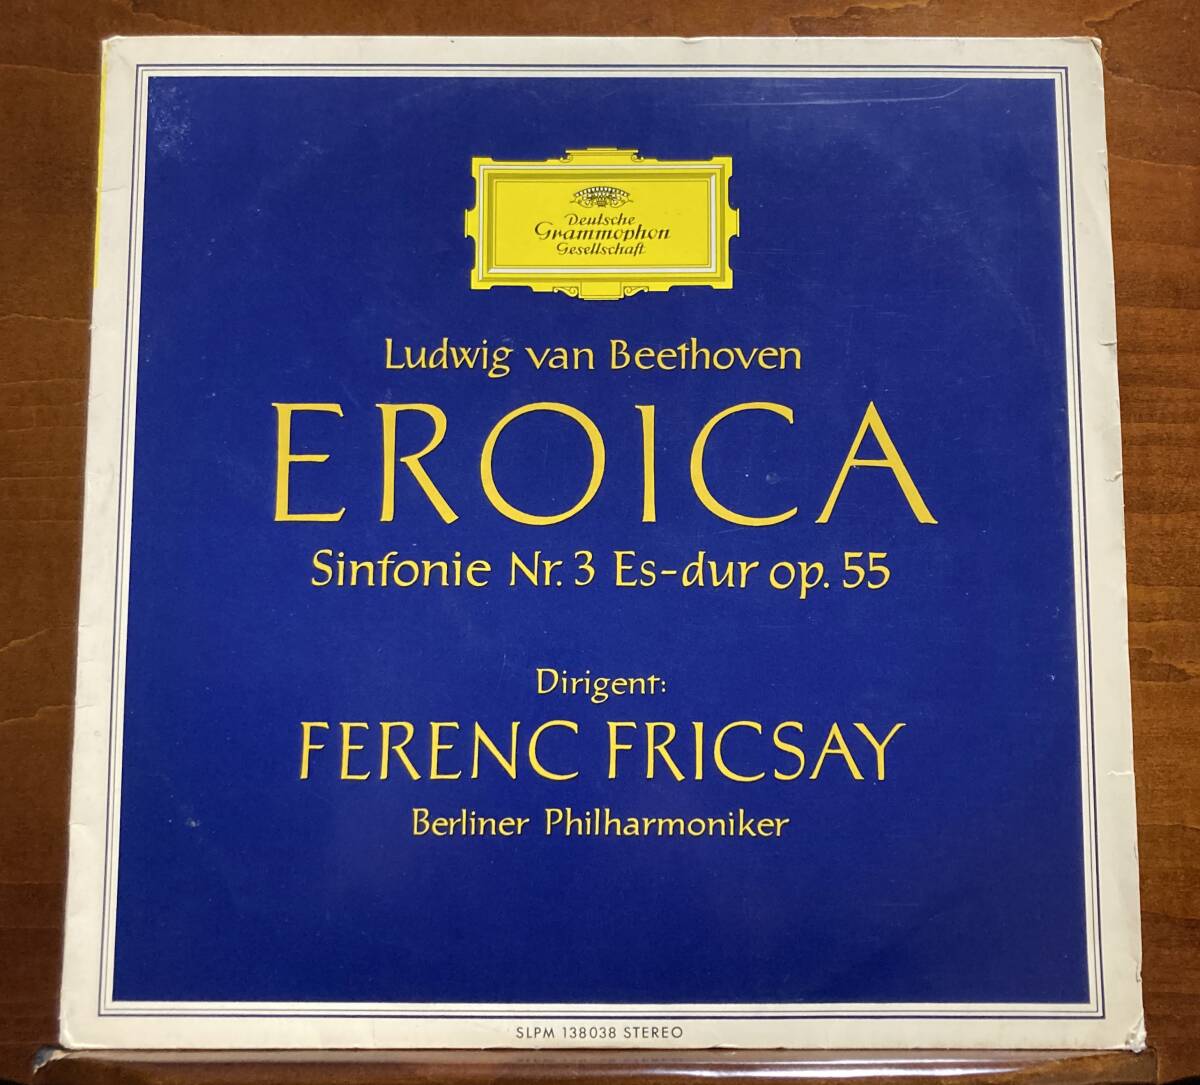 Deutsche
Grammophon
Gesellschaft
Ludwig van Beethoven
EROICA
Sinfonie Nr. 3 Es-dur op. 55
Dirigent:
FERENC FRICSAY
Berliner Philharmoniker
SLPM 138038 STEREO